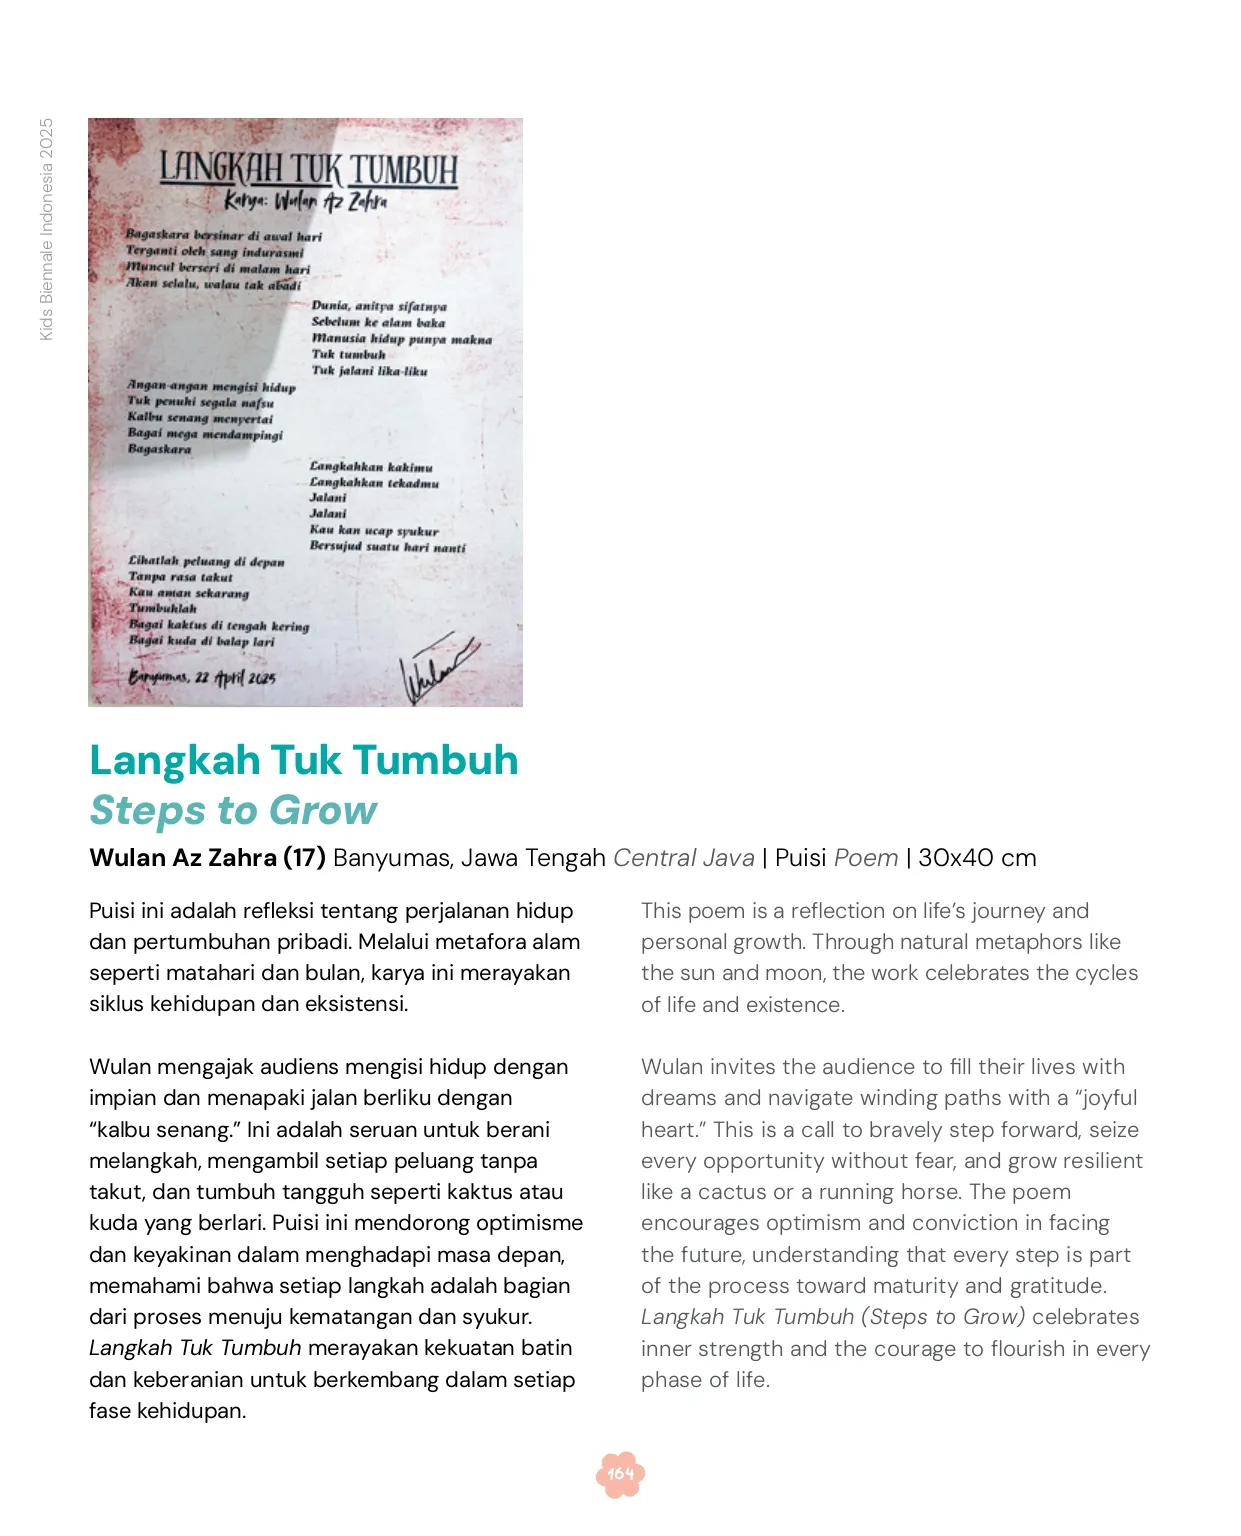 Kids Biennale Indonesia 2025
LANGKAH TUK TUMBUH
Karya: Wulan Az Zahra
Bagaskara bersinar di awal hari
Terganti oleh sang indurasmi
Muncul berseri di malam hari
Akan selalu, walau tak abadi
Dunia, anitya sifatnya
Sebelum ke alam baka
Manusia hidup punya makna
Tuk tumbuh
Tuk jalani lika-liku
Angan-angan mengisi hidup
Tuk penuhi segala nafsu
Kalbu senang menyertai
Bagai mega mendampingi
Bagaskara
Langkahkan kakimu
Langkahkan tekadmu
Jalani
Jalani
Kau kan ucap syukur
Bersujud suatu hari nanti
Lihatlah peluang di depan
Tanpa rasa takut
Kau aman sekarang
Tumbuhlah
Bagai kaktus di tengah kering
Bagai kuda di balap lari
Banyumas, 22 April 2025
Wulan
Langkah Tuk Tumbuh
Steps to Grow
Wulan Az Zahra (17) Banyumas, Jawa Tengah Central Java | Puisi Poem | 30x40 cm
Puisi ini adalah refleksi tentang perjalanan hidup
dan pertumbuhan pribadi. Melalui metafora alam
seperti matahari dan bulan, karya ini merayakan
siklus kehidupan dan eksistensi.
Wulan mengajak audiens mengisi hidup dengan
impian dan menapaki jalan berliku dengan
“kalbu senang.” Ini adalah seruan untuk berani
melangkah, mengambil setiap peluang tanpa
takut, dan tumbuh tangguh seperti kaktus atau
kuda yang berlari. Puisi ini mendorong optimisme
dan keyakinan dalam menghadapi masa depan,
memahami bahwa setiap langkah adalah bagian
dari proses menuju kematangan dan syukur.
Langkah Tuk Tumbuh merayakan kekuatan batin
dan keberanian untuk berkembang dalam setiap
fase kehidupan.
This poem is a reflection on life’s journey and
personal growth. Through natural metaphors like
the sun and moon, the work celebrates the cycles
of life and existence.
Wulan invites the audience to fill their lives with
dreams and navigate winding paths with a “joyful
heart.” This is a call to bravely step forward, seize
every opportunity without fear, and grow resilient
like a cactus or a running horse. The poem
encourages optimism and conviction in facing
the future, understanding that every step is part
of the process toward maturity and gratitude.
Langkah Tuk Tumbuh (Steps to Grow) celebrates
inner strength and the courage to flourish in every
phase of life.
164